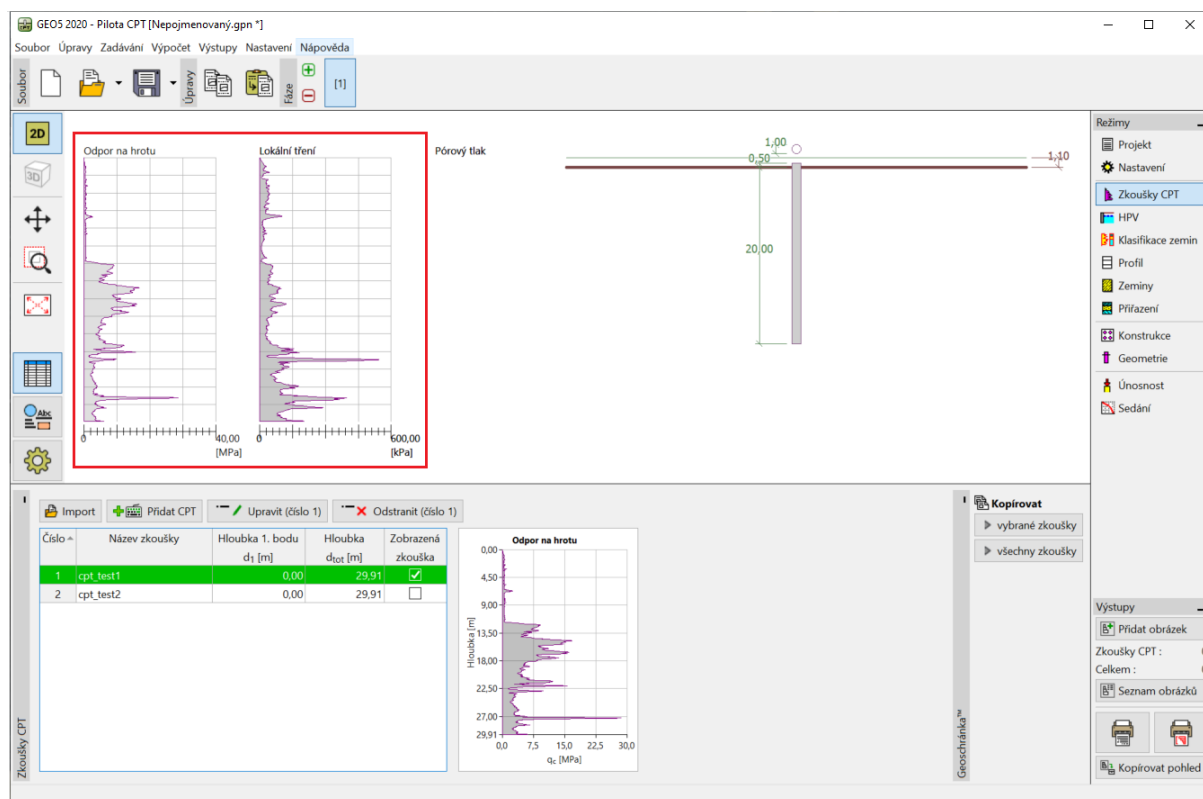 GEO5 2020 - Pilota CPT [Nepojmenovaný.gpn *]
Soubor Úpravy Zadávání Výpočet Výstupy Nastavení Nápověda
Soubor
Úpravy
Fáze
[1]
2D
3D
Abc
Odpor na hrotu
0
40,00
[MPa]
Lokální tření
0
600,00
[kPa]
Pórový tlak
1,00
0,50
1,10
20,00
Režimy
Projekt
Nastavení
Zkoušky CPT
HPV
Klasifikace zemin
Profil
Zeminy
Přiřazení
Konstrukce
Geometrie
Únosnost
Sedání
Zkoušky CPT
Import
Přidat CPT
Upravit (číslo 1)
Odstranit (číslo 1)
Číslo Název zkoušky Hloubka 1. bodu Hloubka Zobrazená
d1 [m] dtot [m] zkouška
1 cpt_test1 0,00 29,91
2 cpt_test2 0,00 29,91
Odpor na hrotu
0,00
4,50
9,00
13,50
18,00
22,50
27,00
29,91
Hloubka [m]
0,0 7,5 15,0 22,5 30,0
qc [MPa]
Geoschránka™
Kopírovat
vybrané zkoušky
všechny zkoušky
Výstupy
Přidat obrázek
Zkoušky CPT :
Celkem :
Seznam obrázků
Kopírovat pohled